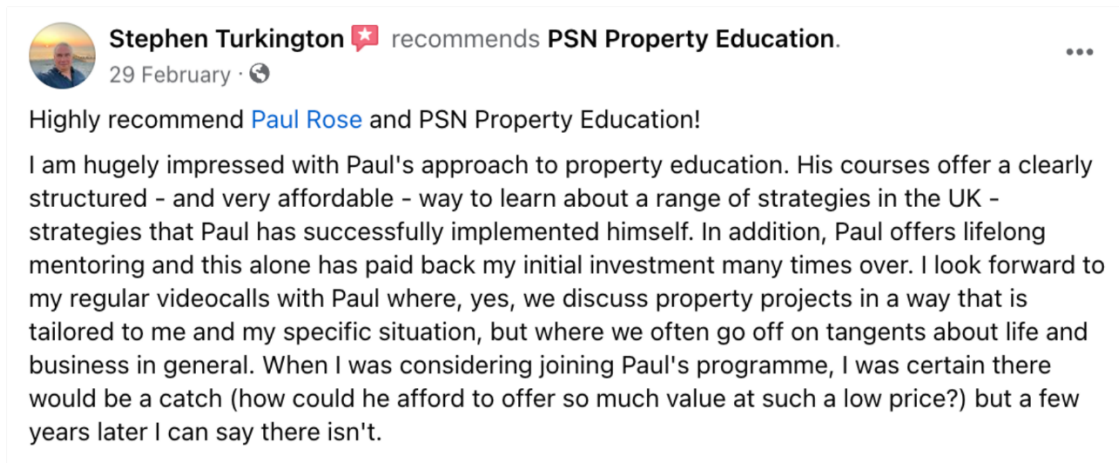 Stephen Turkington recommends PSN Property Education.
29 February ·
Highly recommend Paul Rose and PSN Property Education!
I am hugely impressed with Paul's approach to property education. His courses offer a clearly
structured - and very affordable - way to learn about a range of strategies in the UK -
strategies that Paul has successfully implemented himself. In addition, Paul offers lifelong
mentoring and this alone has paid back my initial investment many times over. I look forward to
my regular videocalls with Paul where, yes, we discuss property projects in a way that is
tailored to me and my specific situation, but where we often go off on tangents about life and
business in general. When I was considering joining Paul's programme, I was certain there
would be a catch (how could he afford to offer so much value at such a low price?) but a few
years later I can say there isn't.